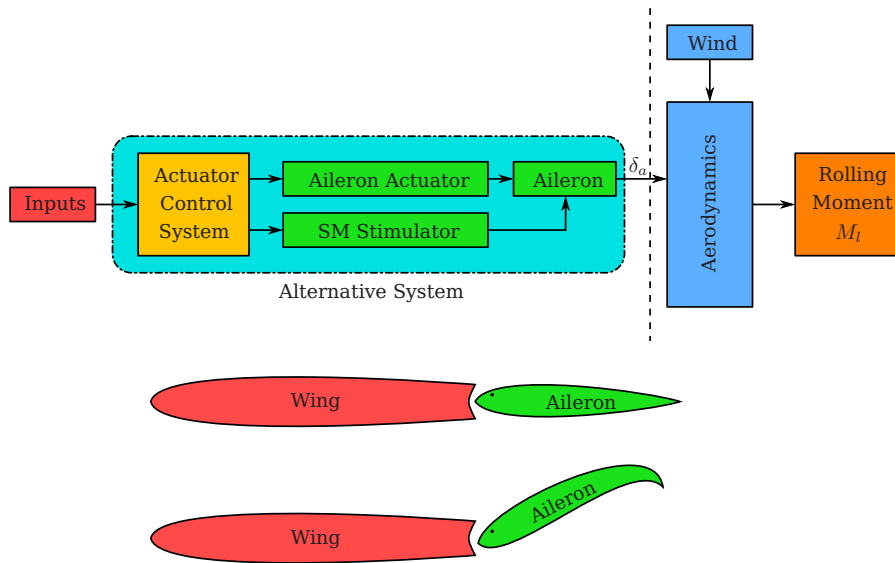 Inputs
Actuator
Control
System
Aileron Actuator
SM Stimulator
Aileron
Alternative System
δₐ
Wind
Aerodynamics
Rolling
Moment
Mₗ
Wing
Aileron
Wing
Aileron